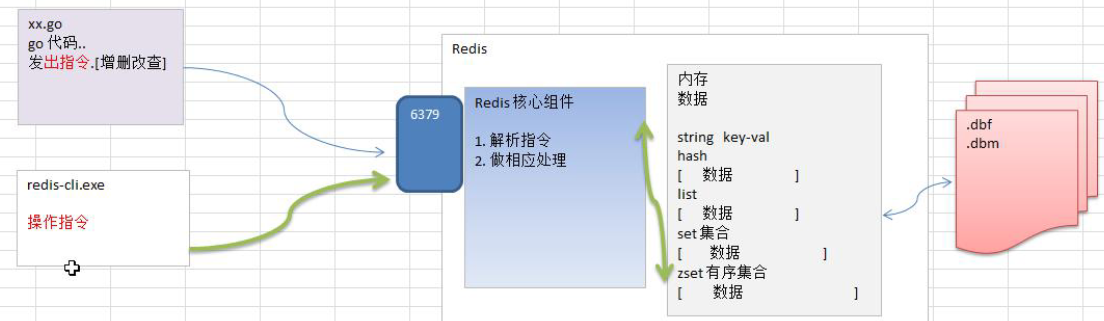 xx.go
go 代码..
发出指令.[增删改查]
redis-cli.exe
操作指令
Redis
6379
Redis 核心组件
1. 解析指令
2. 做相应处理
内存
数据
string key-val
hash
[ 数据 ]
list
[ 数据 ]
set 集合
[ 数据 ]
zset 有序集合
[ 数据 ]
.dbf
.dbm